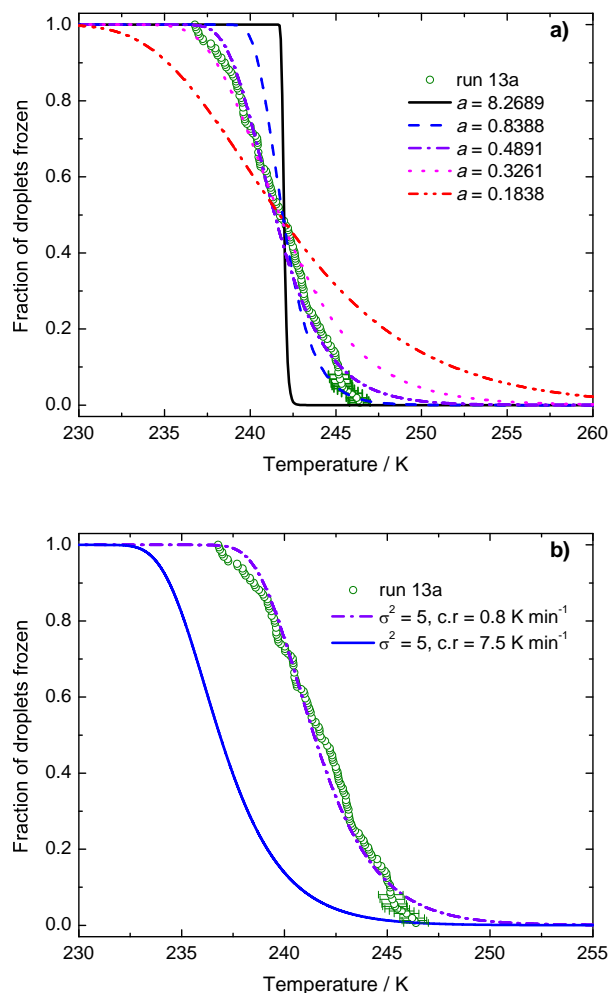 a)
run 13a
a = 8.2689
a = 0.8388
a = 0.4891
a = 0.3261
a = 0.1838
Fraction of droplets frozen
1.0
0.8
0.6
0.4
0.2
0.0
230 235 240 245 250 255 260
Temperature / K
b)
run 13a
σ² = 5, c.r = 0.8 K min⁻¹
σ² = 5, c.r = 7.5 K min⁻¹
Fraction of droplets frozen
1.0
0.8
0.6
0.4
0.2
0.0
230 235 240 245 250 255
Temperature / K